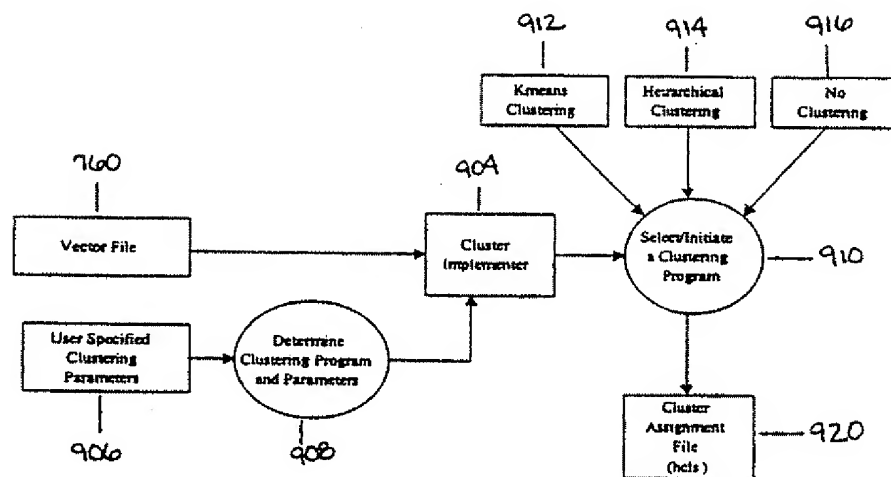 912
914
916
Kmeans
Clustering
Heirarchical
Clustering
No
Clustering
760
904
Vector File
Cluster
Implementer
Select/Initiate
a Clustering
Program
910
User Specified
Clustering
Parameters
Determine
Clustering Program
and Parameters
906
908
Cluster
Assignment
File
(hcls)
920